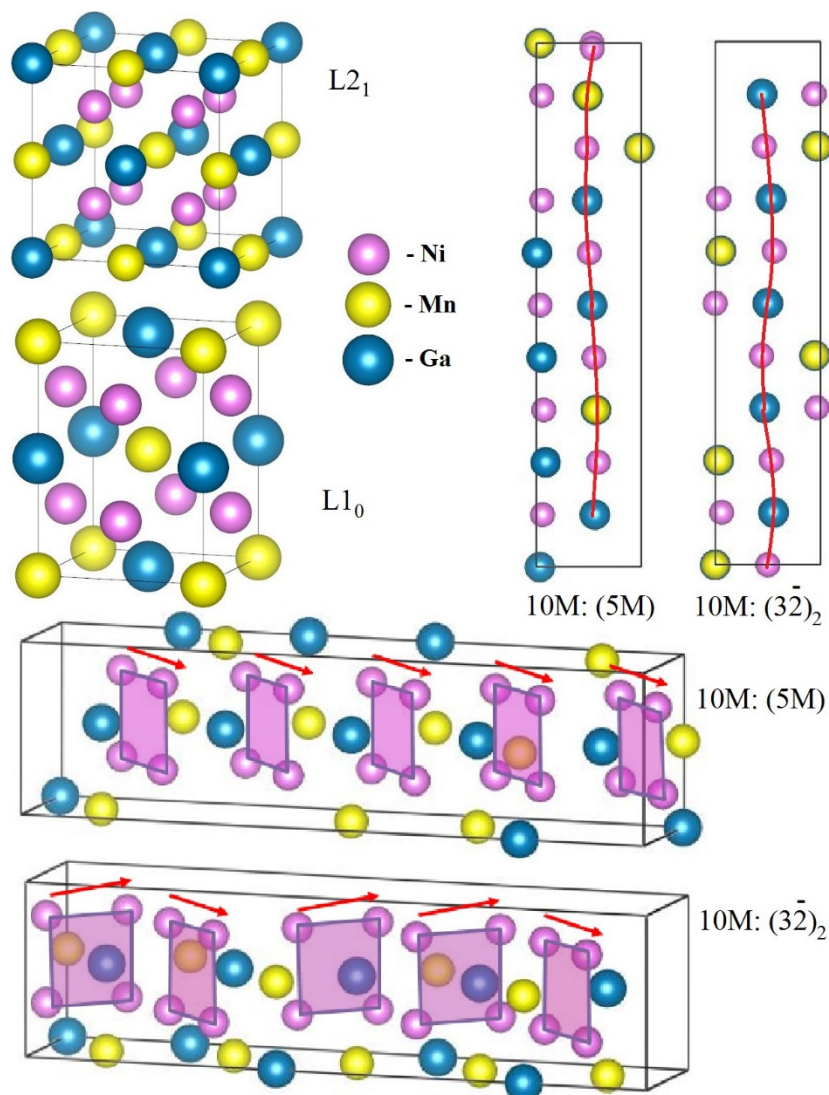 L2₁
- Ni
- Mn
- Ga
L1₀
10M: (5M)
10M: (32̄)₂
10M: (5M)
10M: (32̄)₂